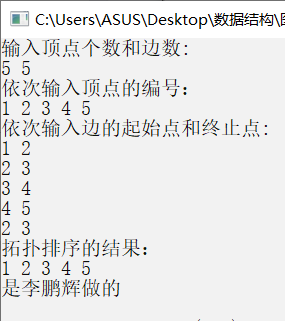 C:\Users\ASUS\Desktop\数据结构\
输入顶点个数和边数:
5 5
依次输入顶点的编号：
1 2 3 4 5
依次输入边的起始点和终止点:
1 2
2 3
3 4
4 5
2 3
拓扑排序的结果：
1 2 3 4 5
是李鹏辉做的